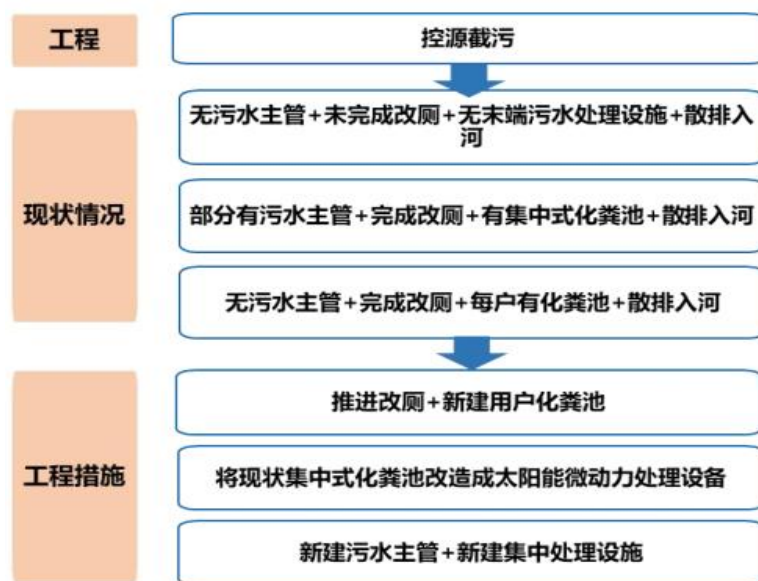 工程
控源截污
现状情况
无污水主管+未完成改厕+无末端污水处理设施+散排入
河
部分有污水主管+完成改厕+有集中式化粪池+散排入河
无污水主管+完成改厕+每户有化粪池+散排入河
工程措施
推进改厕+新建用户化粪池
将现状集中式化粪池改造成太阳能微动力处理设备
新建污水主管+新建集中处理设施